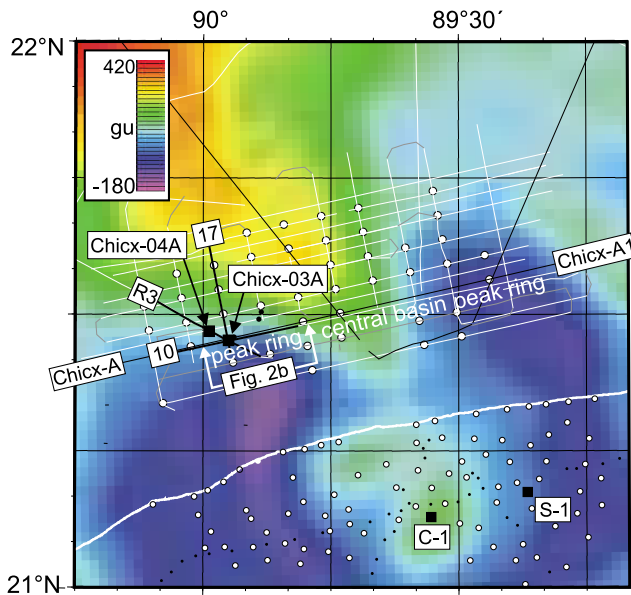 90° 89°30′
22°N
420
gu
-180
17
Chicx-04A
Chicx-03A
R3
Chicx-A1
peak ring central basin peak ring
10
Chicx-A
Fig. 2b
S-1
C-1
21°N